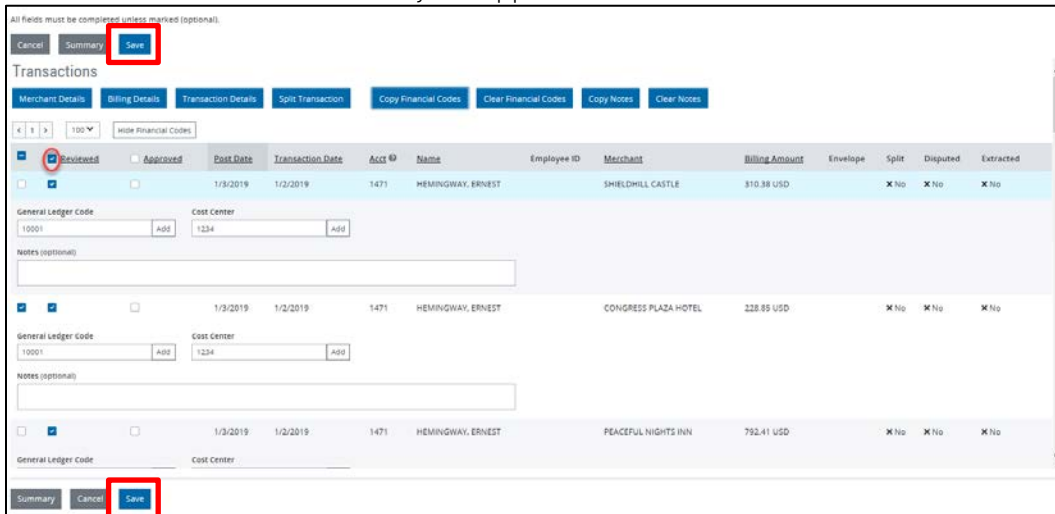 All fields must be completed unless marked (optional).
Cancel Summary Save
Transactions
Merchant Details Billing Details Transaction Details Split Transaction Copy Financial Codes Clear Financial Codes Copy Notes Clear Notes
< 1 > 100 Hide Financial Codes
Reviewed Approved Post Date Transaction Date Acct Name Employee ID Merchant Billing Amount Envelope Split Disputed Extracted
1/3/2019 1/2/2019 1471 HEMINGWAY, ERNEST SHIELDHILL CASTLE 310.38 USD No No No
General Ledger Code Cost Center
10001 Add 1234 Add
Notes (optional)
1/3/2019 1/2/2019 1471 HEMINGWAY, ERNEST CONGRESS PLAZA HOTEL 228.85 USD No No No
General Ledger Code Cost Center
10001 Add 1234 Add
Notes (optional)
1/3/2019 1/2/2019 1471 HEMINGWAY, ERNEST PEACEFUL NIGHTS INN 792.41 USD No No No
General Ledger Code Cost Center
Summary Cancel Save